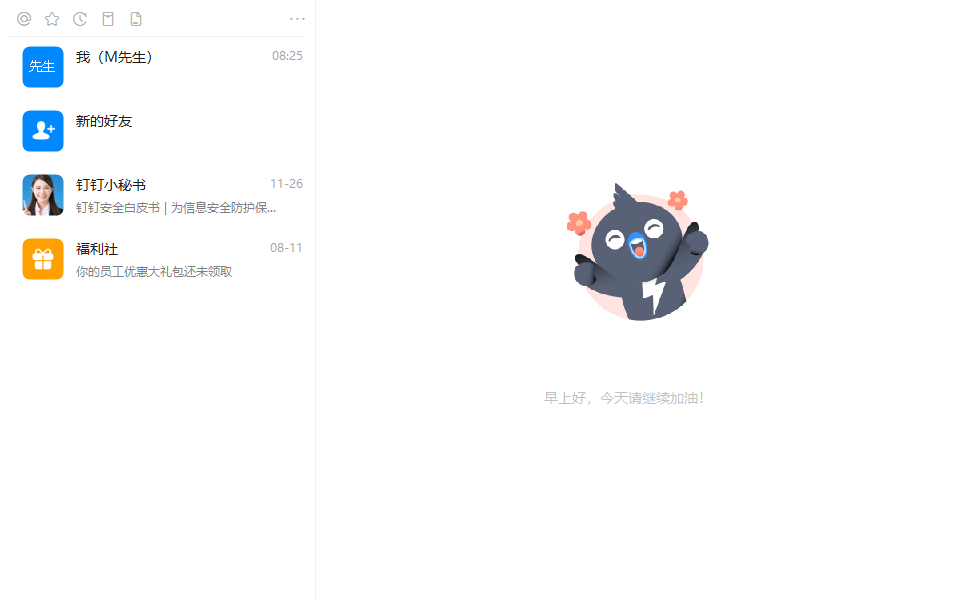 先生
我（M先生）
08:25
新的好友
钉钉小秘书
11-26
钉钉安全白皮书 | 为信息安全防护保...
福利社
08-11
你的员工优惠大礼包还未领取
早上好，今天请继续加油！